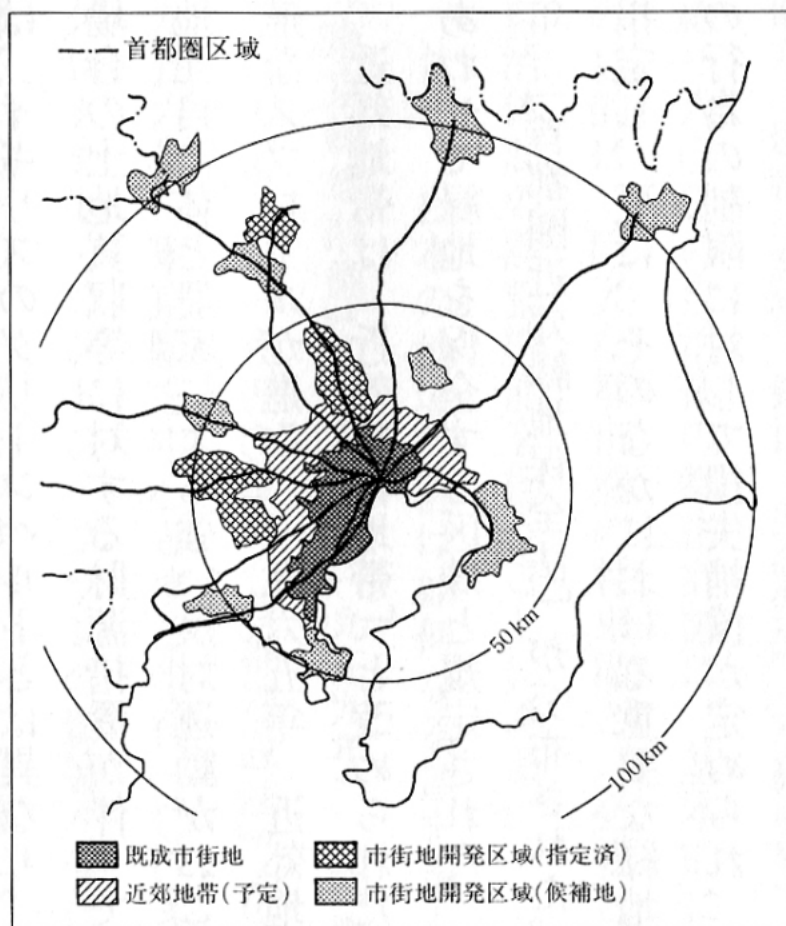 首都圏区域
50 km
100 km
既成市街地
市街地開発区域(指定済)
近郊地帯(予定)
市街地開発区域(候補地)